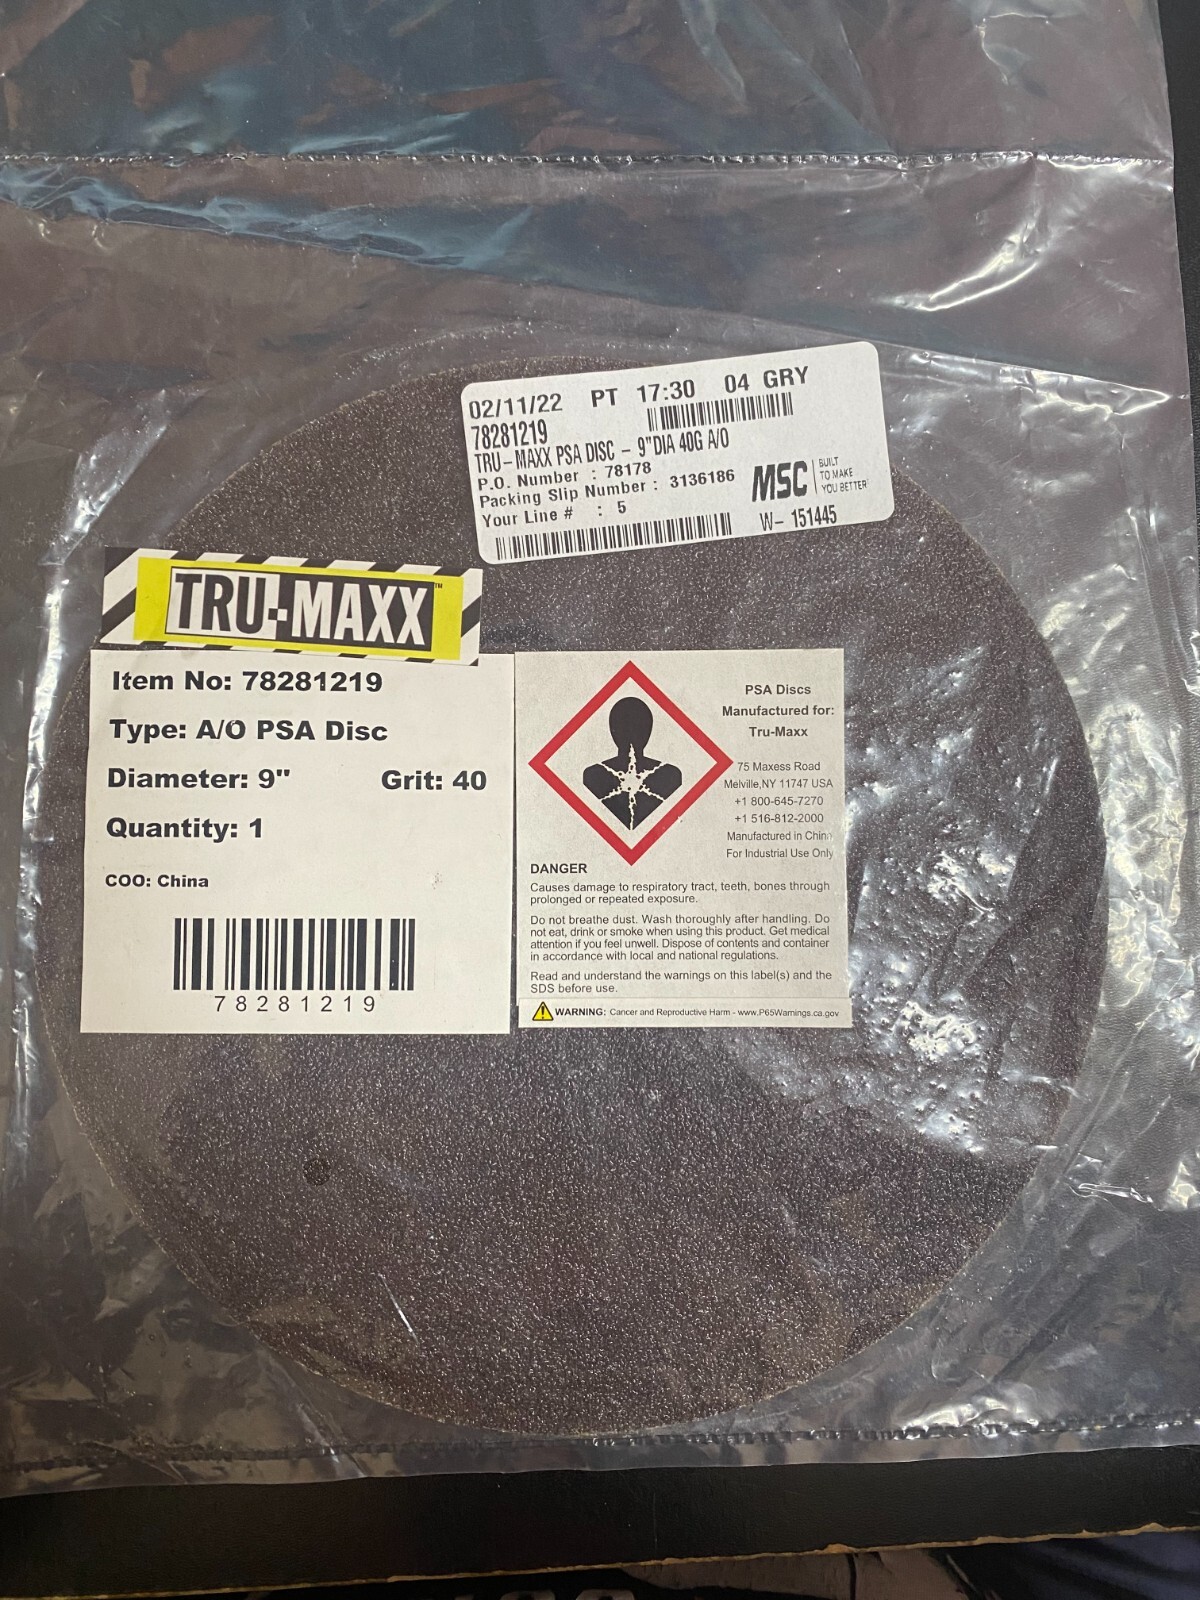 02/11/22 PT 17:30 04 GRY
78281219
TRU-MAXX PSA DISC - 9"DIA 40G A/O
P.O. Number : 78178
Packing Slip Number : 3136186
Your Line # : 5
MSC BUILT
TO MAKE
YOU BETTER
W- 151445
TRU-MAXX™
Item No: 78281219
Type: A/O PSA Disc
Diameter: 9" Grit: 40
Quantity: 1
COO: China
78281219
PSA Discs
Manufactured for:
Tru-Maxx
75 Maxess Road
Melville,NY 11747 USA
+1 800-645-7270
+1 516-812-2000
Manufactured in China
For Industrial Use Only
DANGER
Causes damage to respiratory tract, teeth, bones through
prolonged or repeated exposure.
Do not breathe dust. Wash thoroughly after handling. Do
not eat, drink or smoke when using this product. Get medical
attention if you feel unwell. Dispose of contents and container
in accordance with local and national regulations.
Read and understand the warnings on this label(s) and the
SDS before use.
WARNING: Cancer and Reproductive Harm - www.P65Warnings.ca.gov